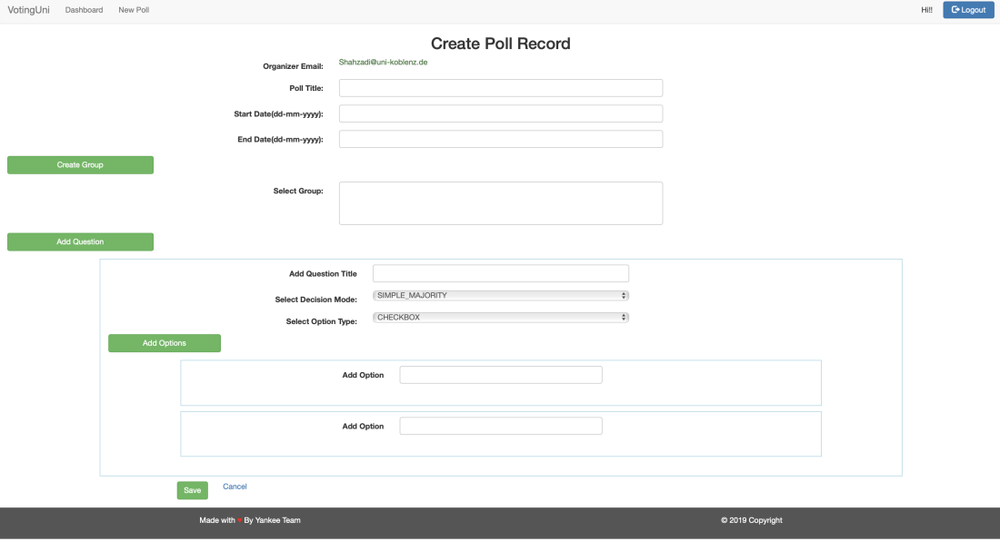 VotingUni Dashboard New Poll Hi!! Logout
Create Poll Record
Organizer Email: Shahzadi@uni-koblenz.de
Poll Title:
Start Date(dd-mm-yyyy):
End Date(dd-mm-yyyy):
Create Group
Select Group:
Add Question
Add Question Title
Select Decision Mode: SIMPLE_MAJORITY
Select Option Type: CHECKBOX
Add Options
Add Option
Add Option
Save Cancel
Made with ♥ By Yankee Team © 2019 Copyright